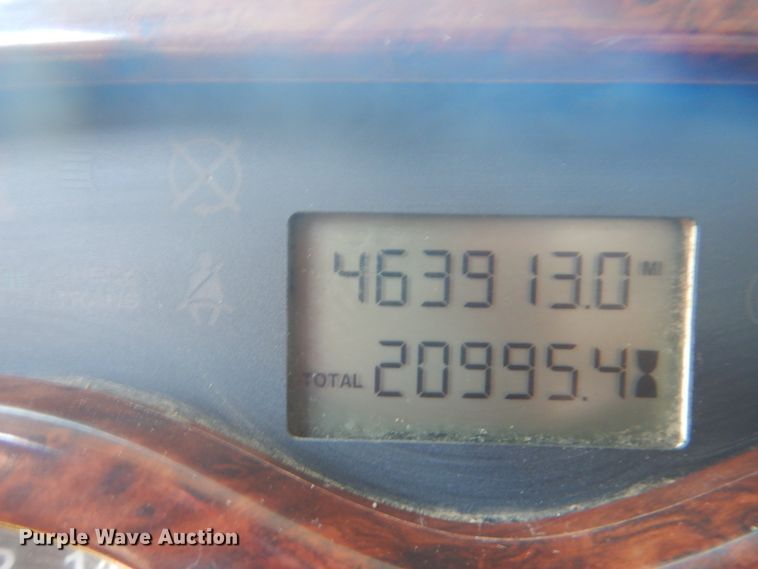 463913.0 MI
TOTAL 20995.4
Purple Wave Auction